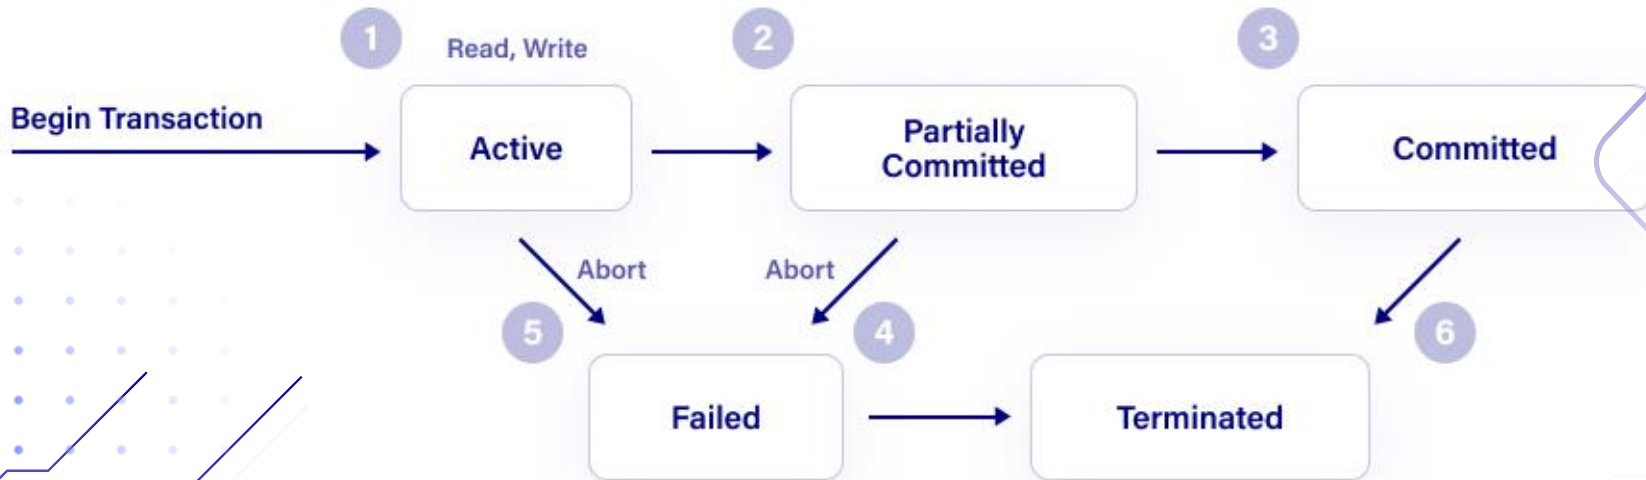 1
Read, Write
2
3
Begin Transaction
Active
Partially
Committed
Committed
Abort
Abort
5
4
6
Failed
Terminated